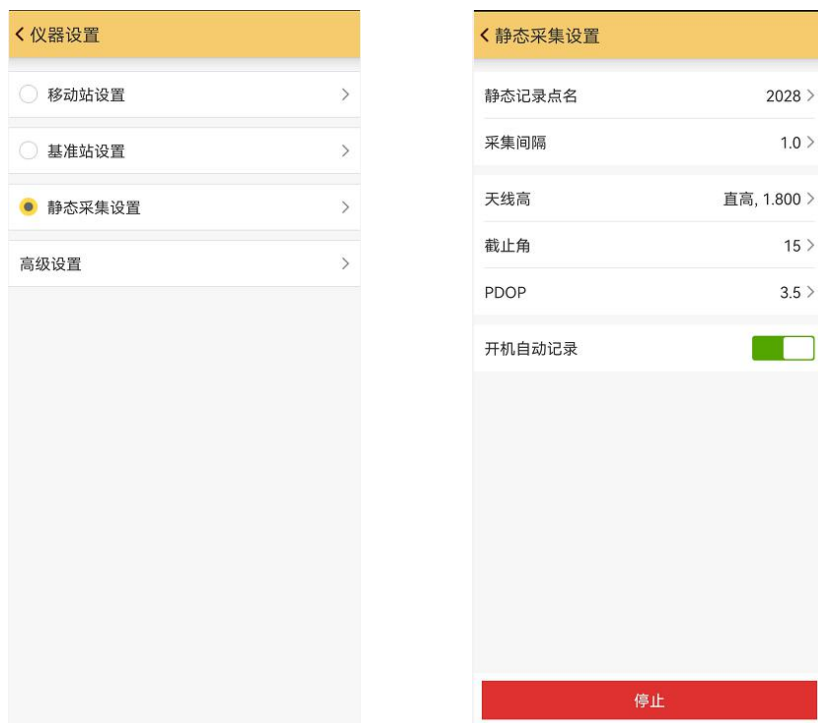 仪器设置
移动站设置
基准站设置
静态采集设置
高级设置
静态采集设置
静态记录点名 2028
采集间隔 1.0
天线高 直高, 1.800
截止角 15
PDOP 3.5
开机自动记录
停止